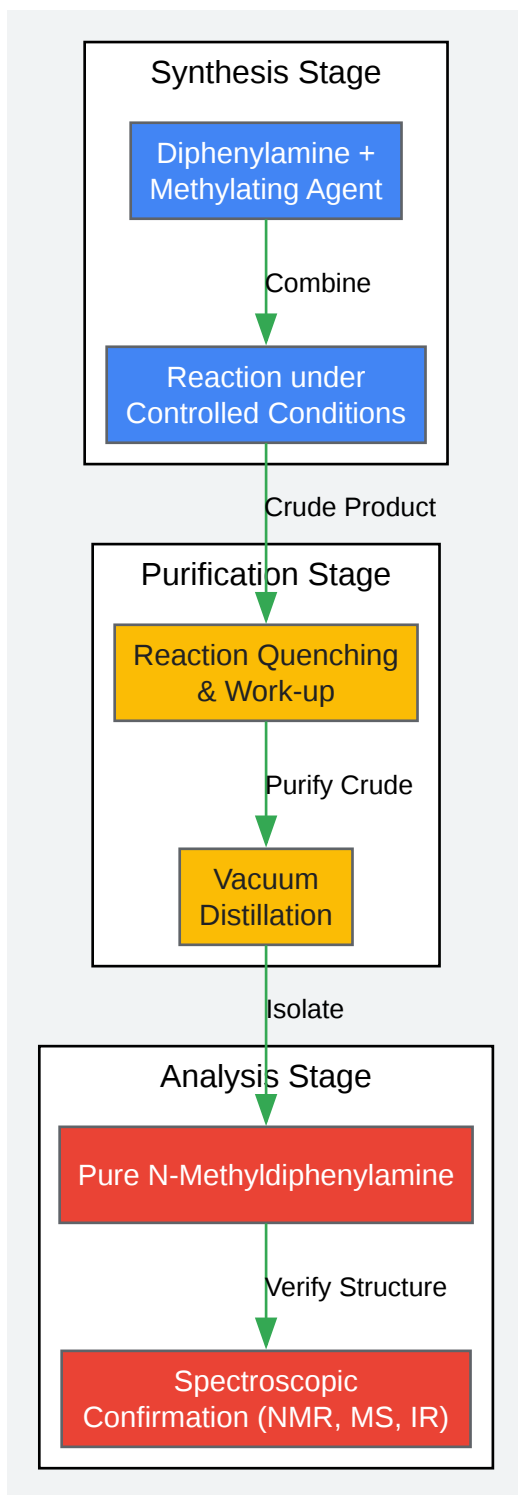 Synthesis Stage
Diphenylamine +
Methylating Agent
Combine
Reaction under
Controlled Conditions
Crude Product
Purification Stage
Reaction Quenching
& Work-up
Purify Crude
Vacuum
Distillation
Isolate
Analysis Stage
Pure N-Methyldiphenylamine
Verify Structure
Spectroscopic
Confirmation (NMR, MS, IR)